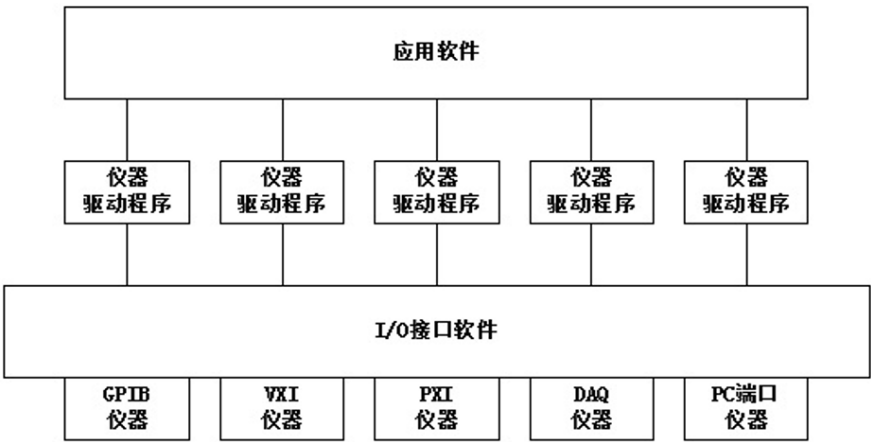 应用软件
仪器 仪器 仪器 仪器 仪器
驱动程序 驱动程序 驱动程序 驱动程序 驱动程序
I/O接口软件
GPIB VXI PXI DAQ PC端口
仪器 仪器 仪器 仪器 仪器